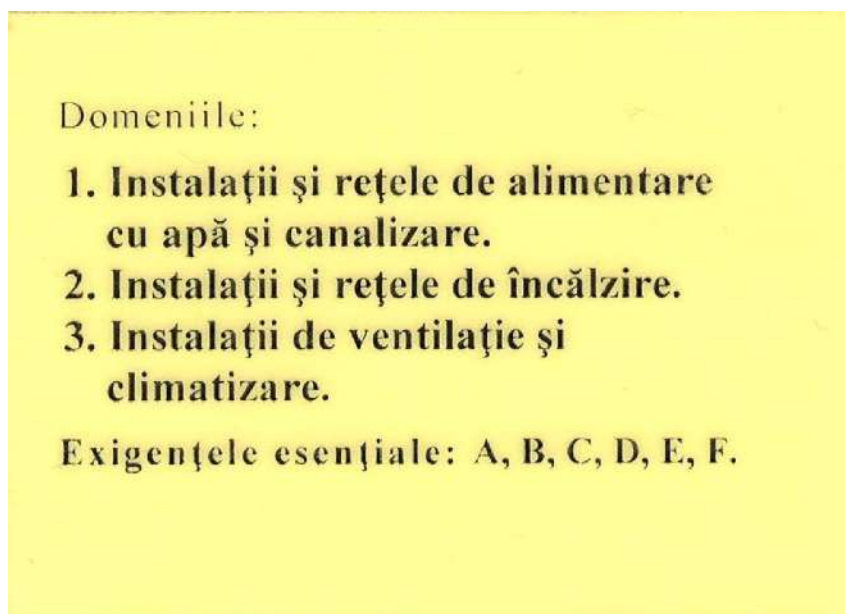 Domeniile:
1. Instalaţii şi reţele de alimentare
cu apă şi canalizare.
2. Instalaţii şi reţele de încălzire.
3. Instalaţii de ventilaţie şi
climatizare.
Exigenţele esenţiale: A, B, C, D, E, F.